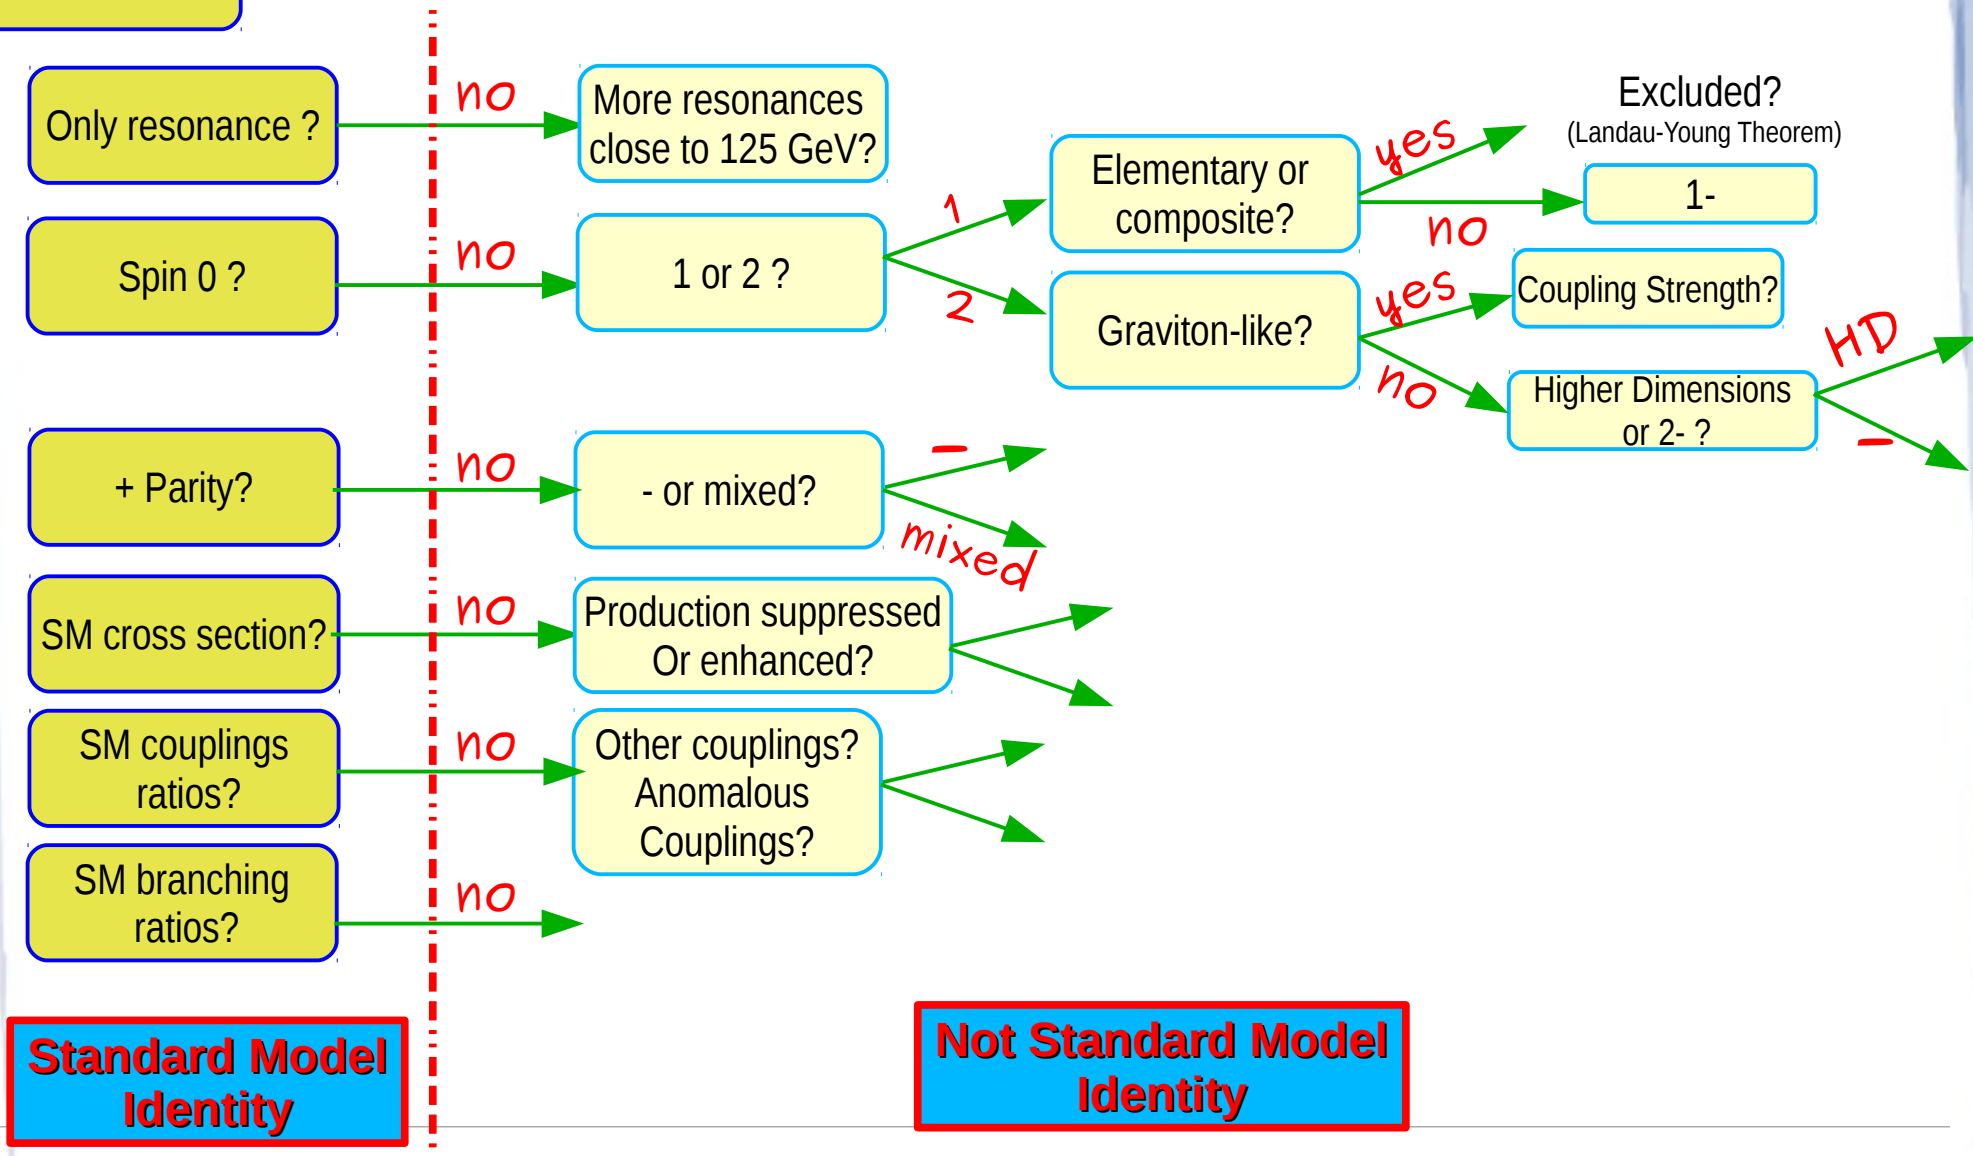 Only resonance ?
no
More resonances
close to 125 GeV?
Excluded?
(Landau-Young Theorem)
Elementary or
composite?
yes
no
1-
Spin 0 ?
no
1 or 2 ?
1
2
Graviton-like?
yes
no
Coupling Strength?
Higher Dimensions
or 2- ?
HD
-
+ Parity?
no
- or mixed?
-
mixed
SM cross section?
no
Production suppressed
Or enhanced?
SM couplings
ratios?
no
Other couplings?
Anomalous
Couplings?
SM branching
ratios?
no
Standard Model
Identity
Not Standard Model
Identity